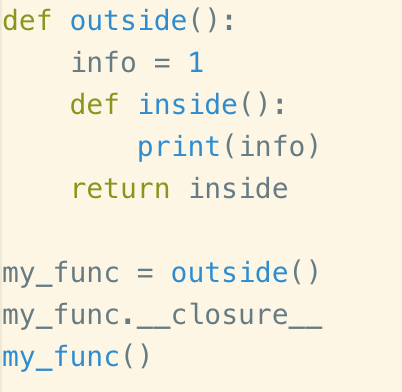 def outside():
    info = 1
    def inside():
        print(info)
    return inside

my_func = outside()
my_func.__closure__
my_func()